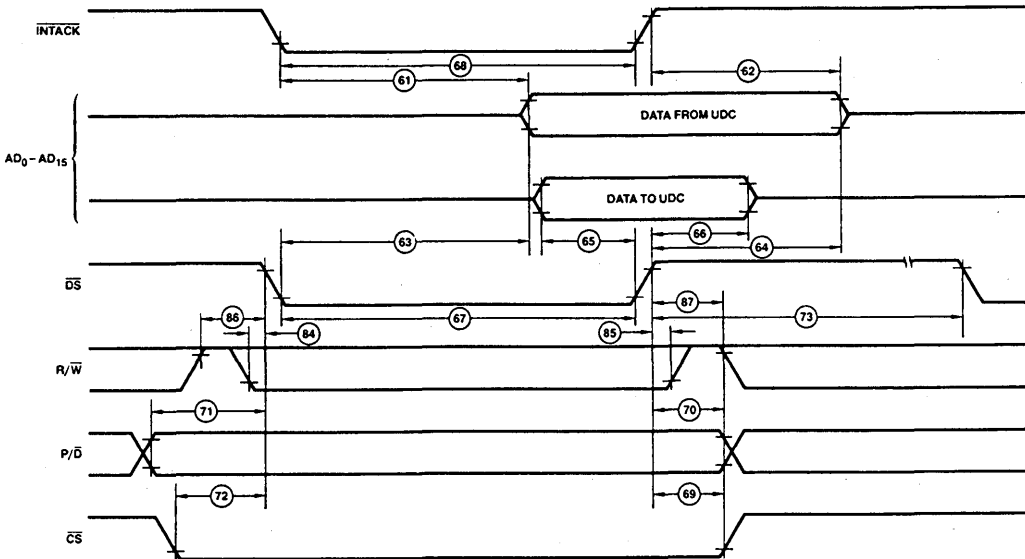 INTACK
68
61
62
DATA FROM UDC
AD0–AD15
DATA TO UDC
63
65
66
64
DS
86
84
67
85
87
73
R/W
71
70
P/D
72
69
CS